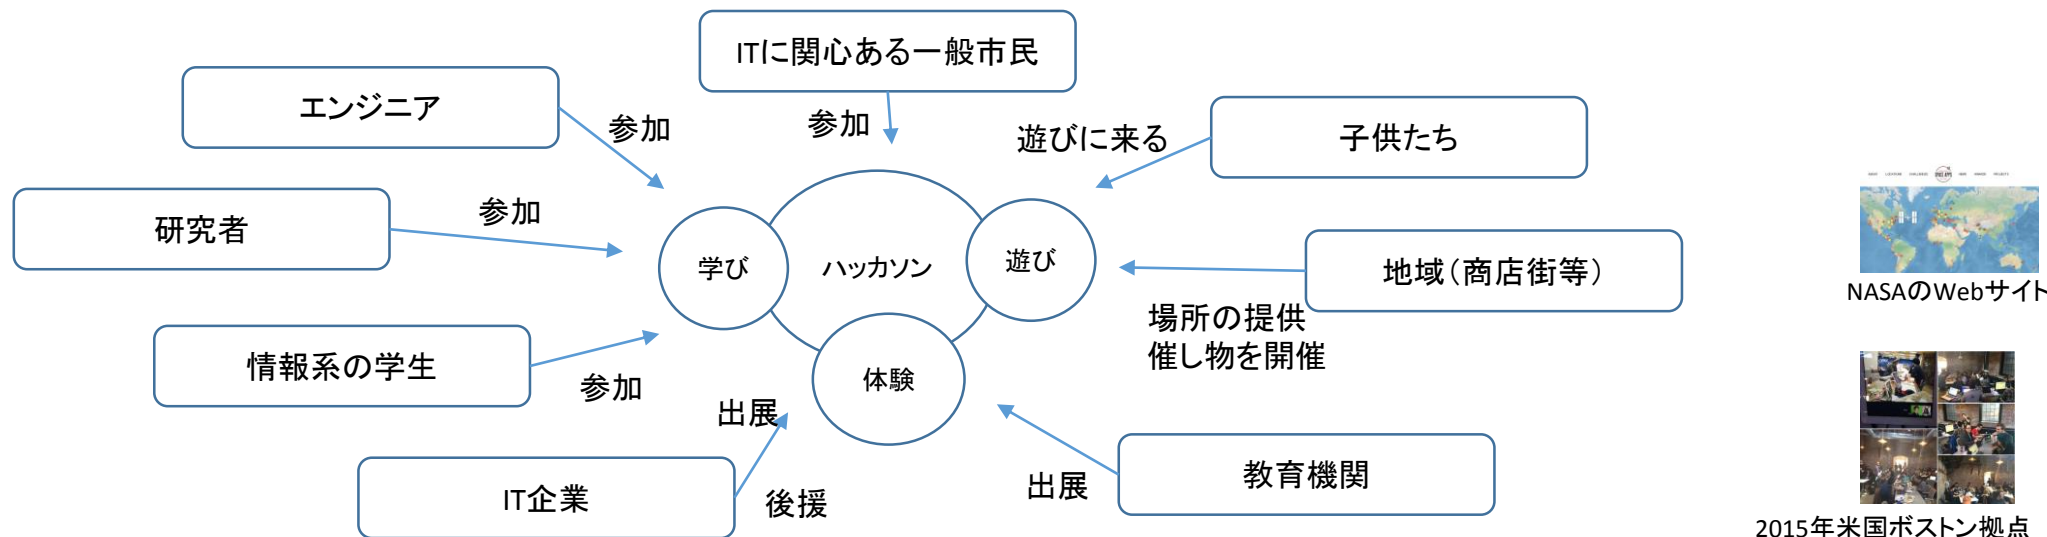 ITに関心ある一般市民
エンジニア
参加
参加
遊びに来る
子供たち
研究者
参加
学び
ハッカソン
遊び
地域（商店街等）
場所の提供
催し物を開催
情報系の学生
参加
体験
出展
IT企業
後援
出展
教育機関
NASAのWebサイト
2015年米国ボストン拠点